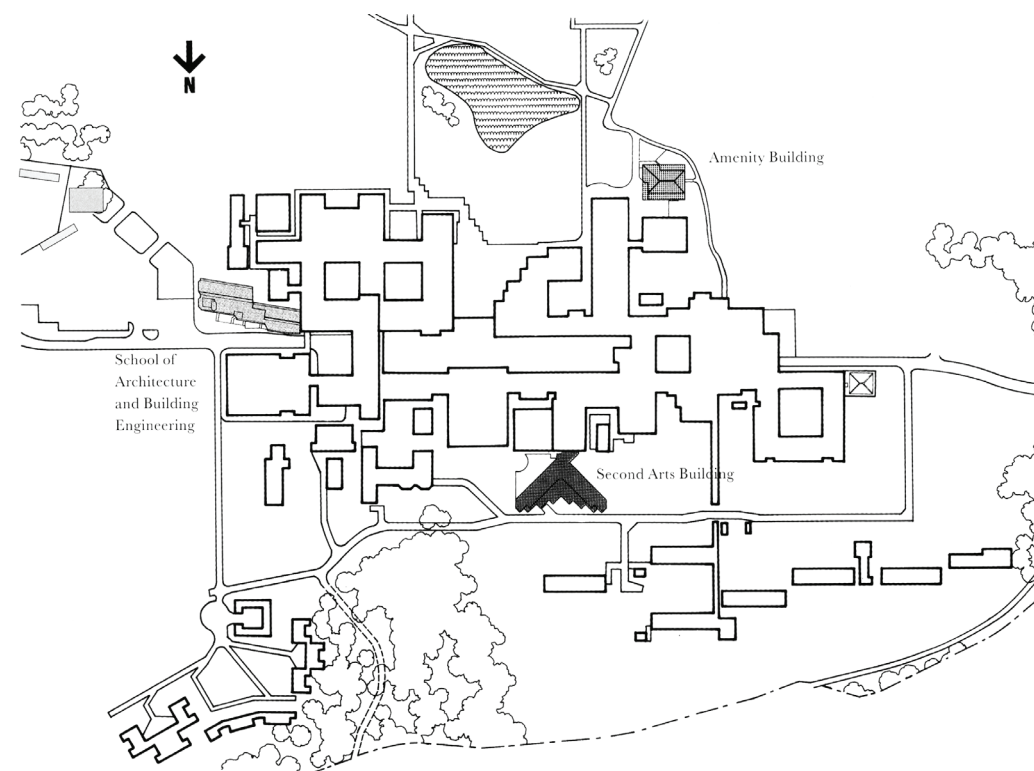 N
Amenity Building
School of
Architecture
and Building
Engineering
Second Arts Building